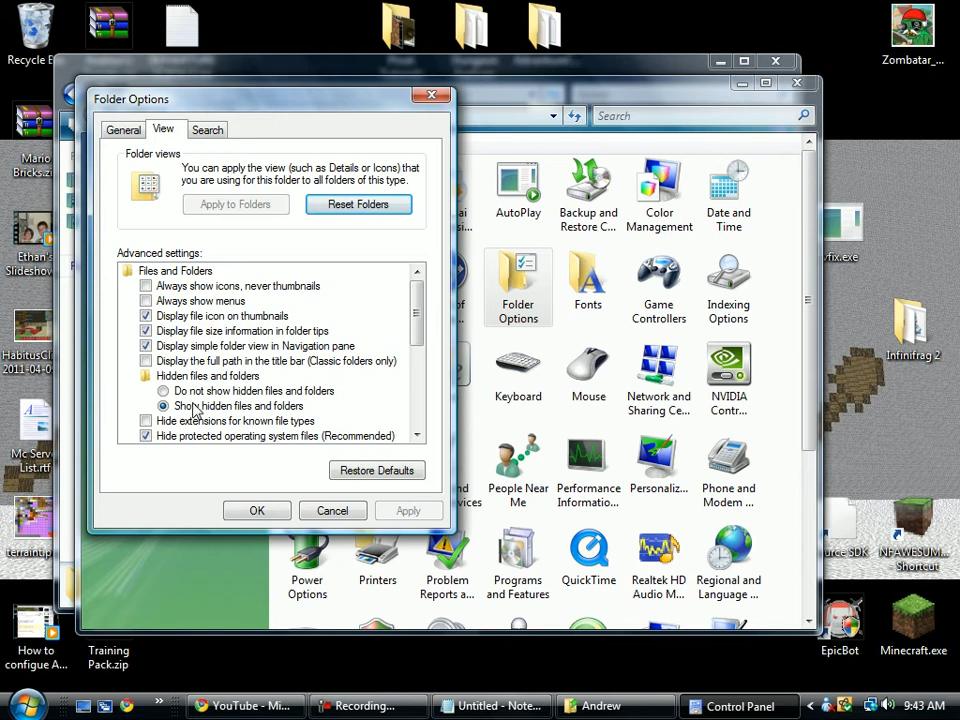 Recycle B
Zombatar_...
Folder Options
General
View
Search
Search
Folder views
You can apply the view (such as Details or Icons) that
you are using for this folder to all folders of this type.
Apply to Folders
Reset Folders
Advanced settings:
Files and Folders
Always show icons, never thumbnails
Always show menus
Display file icon on thumbnails
Display file size information in folder tips
Display simple folder view in Navigation pane
Display the full path in the title bar (Classic folders only)
Hidden files and folders
Do not show hidden files and folders
Show hidden files and folders
Hide extensions for known file types
Hide protected operating system files (Recommended)
Restore Defaults
OK
Cancel
Apply
AutoPlay
Backup and
Restore C...
Color
Management
Date and
Time
Folder
Options
Fonts
Game
Controllers
Indexing
Options
Keyboard
Mouse
Network and
Sharing Ce...
NVIDIA
Contr...
People Near
Me
Performance
Information
Personaliz...
Phone and
Modem ...
Power
Options
Printers
Problem
Reports a...
Programs
and Features
QuickTime
Realtek HD
Audio M...
Regional and
Language ...
Mario
Bricks.zi
Ethan's
Slideshow
HabitusCl
2011-04-0
Mc Serve
List.rtf
terraintip
How to
configue A...
Training
Pack.zip
vfix.exe
Infinifrag 2
urce SDK
NFAWESUM...
- Shortcut
EpicBot
Minecraft.exe
YouTube - Mi...
Recording...
Untitled - Note...
Andrew
Control Panel
9:43 AM